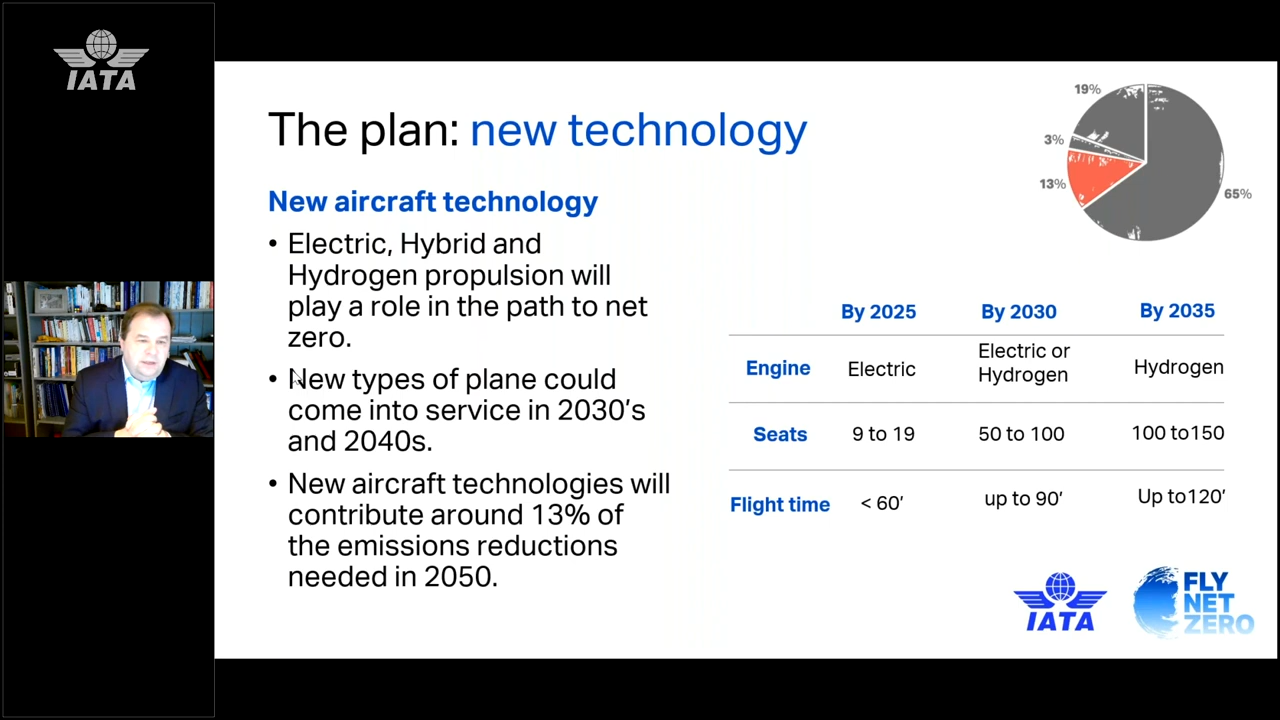 IATA
The plan: new technology
New aircraft technology
• Electric, Hybrid and
Hydrogen propulsion will
play a role in the path to net
zero.
• New types of plane could
come into service in 2030's
and 2040s.
• New aircraft technologies will
contribute around 13% of
the emissions reductions
needed in 2050.
19%
3%
13%
65%
By 2025 By 2030 By 2035
Engine Electric Electric or Hydrogen Hydrogen
Seats 9 to 19 50 to 100 100 to150
Flight time < 60' up to 90' Up to120'
IATA
FLY
NET
ZERO